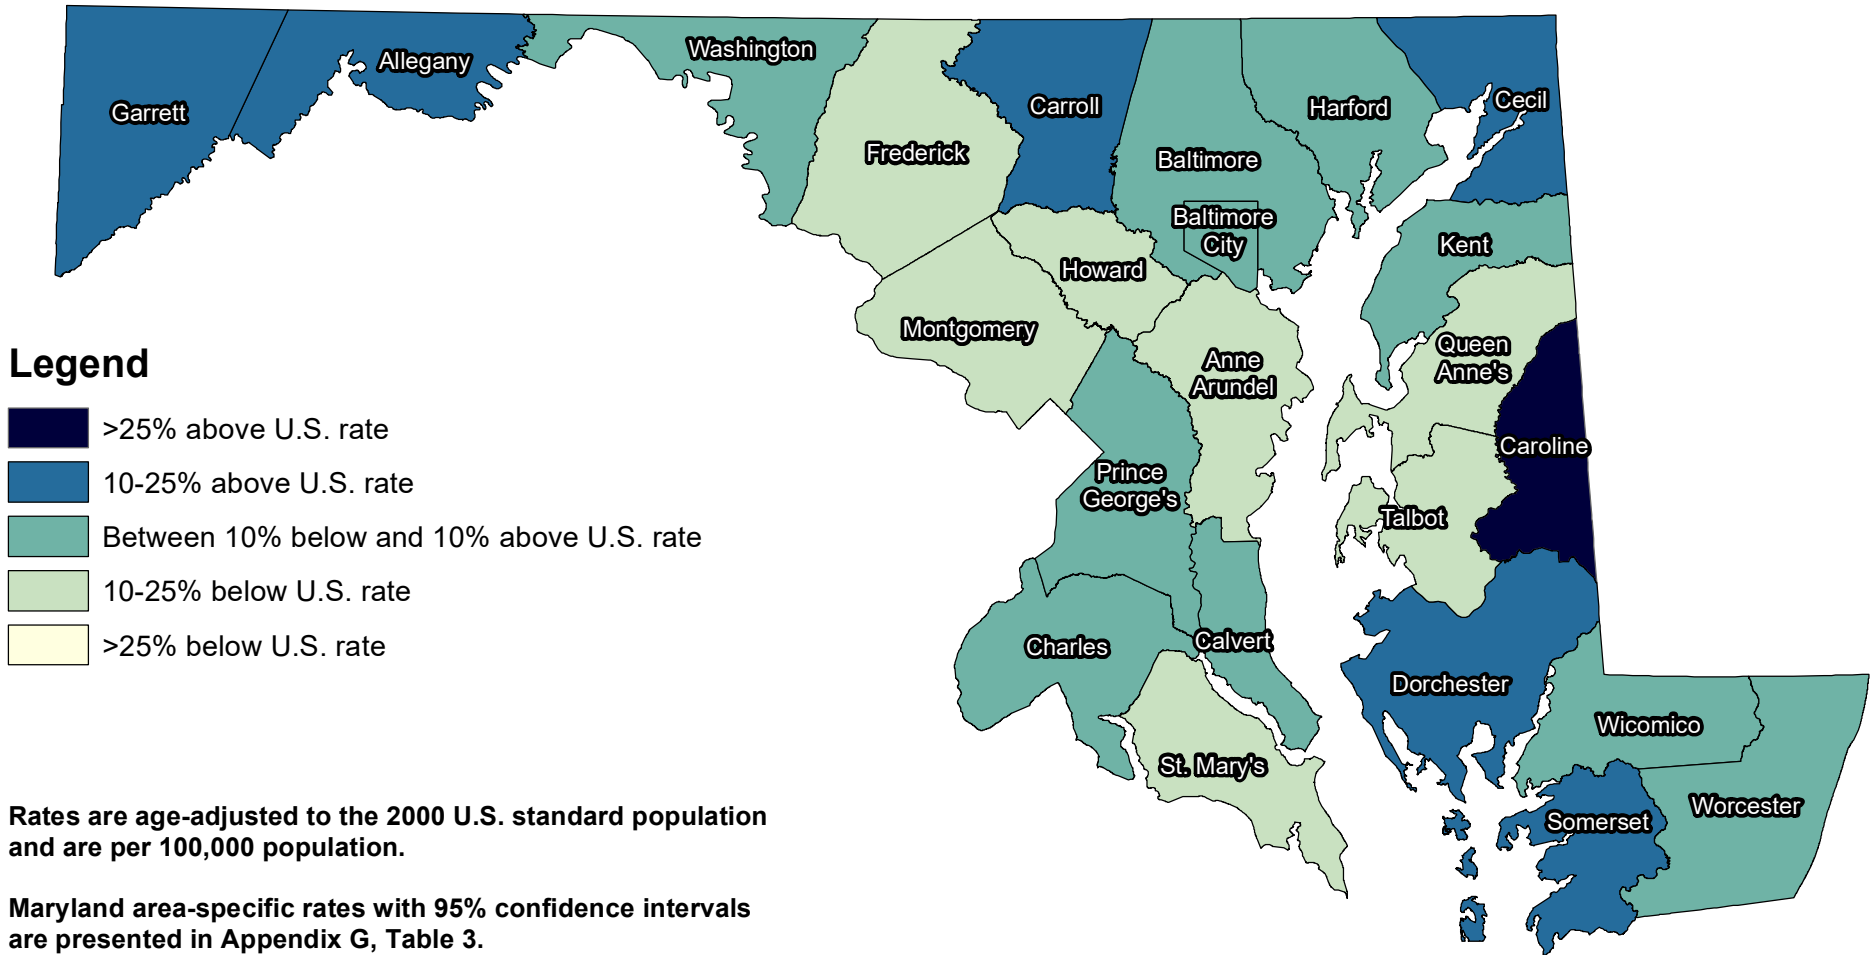 Garrett
Allegany
Washington
Frederick
Carroll
Baltimore
Baltimore
City
Harford
Cecil
Kent
Howard
Montgomery
Anne
Arundel
Queen
Anne's
Caroline
Talbot
Prince
George's
Charles
Calvert
St. Mary's
Dorchester
Wicomico
Worcester
Somerset
Legend
>25% above U.S. rate
10-25% above U.S. rate
Between 10% below and 10% above U.S. rate
10-25% below U.S. rate
>25% below U.S. rate
Rates are age-adjusted to the 2000 U.S. standard population
and are per 100,000 population.
Maryland area-specific rates with 95% confidence intervals
are presented in Appendix G, Table 3.